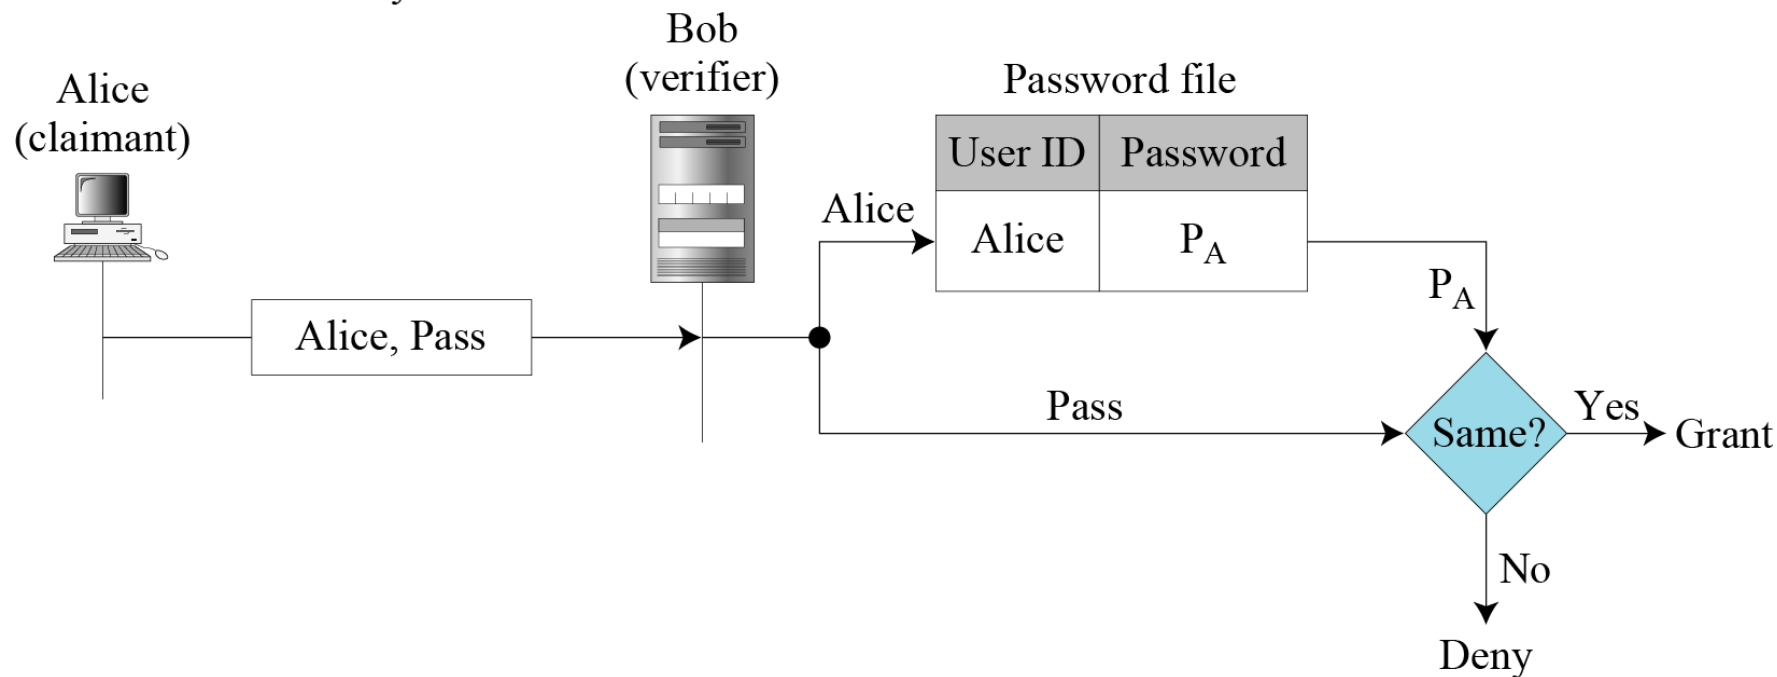 Bob
(verifier)
Alice
(claimant)
Password file
User ID
Password
Alice
Alice
P_A
P_A
Alice, Pass
Pass
Same?
Yes
Grant
No
Deny